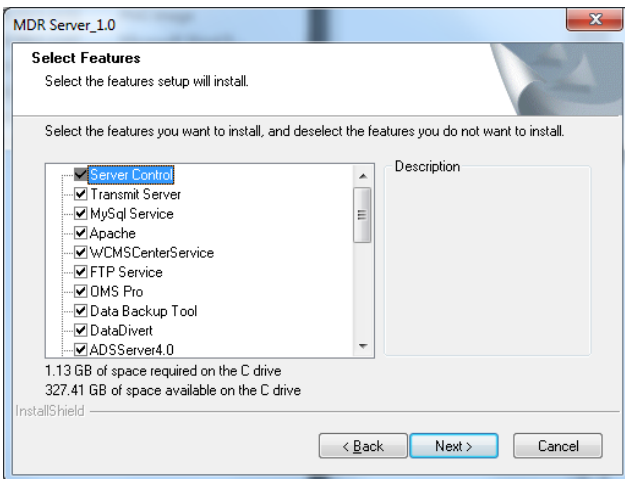 MDR Server_1.0
Select Features
Select the features setup will install.
Select the features you want to install, and deselect the features you do not want to install.
Server Control
Transmit Server
MySql Service
Apache
WCMSCenterService
FTP Service
OMS Pro
Data Backup Tool
DataDivert
ADSServer4.0
Description
1.13 GB of space required on the C drive
327.41 GB of space available on the C drive
InstallShield
< Back
Next >
Cancel